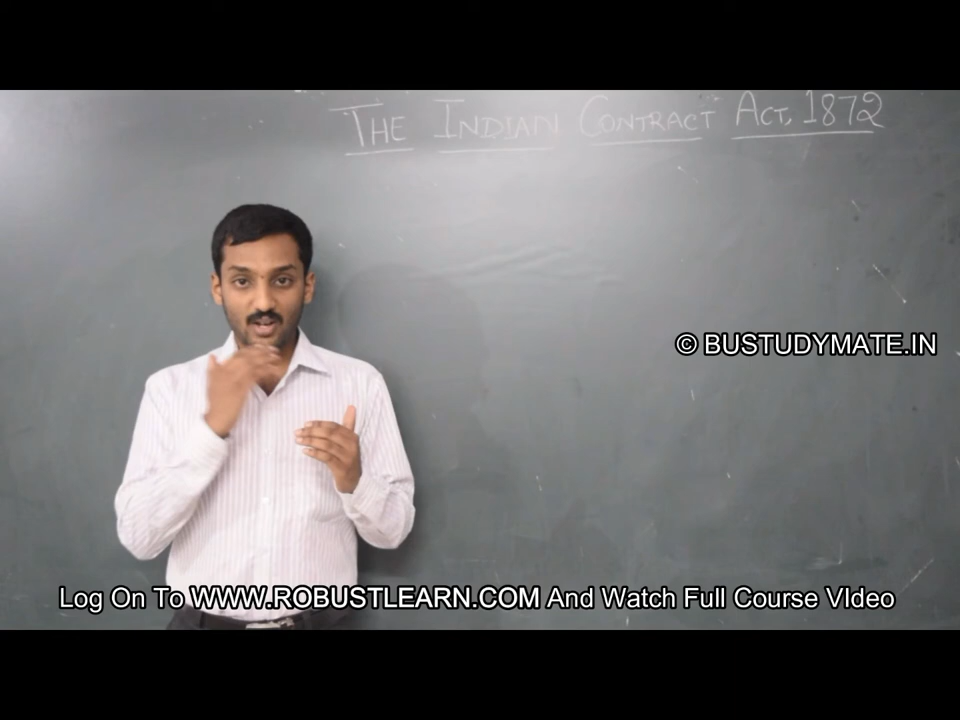 THE INDIAN CONTRACT ACT, 1872
© BUSTUDYMATE.IN
Log On To WWW.ROBUSTLEARN.COM And Watch Full Course VIdeo